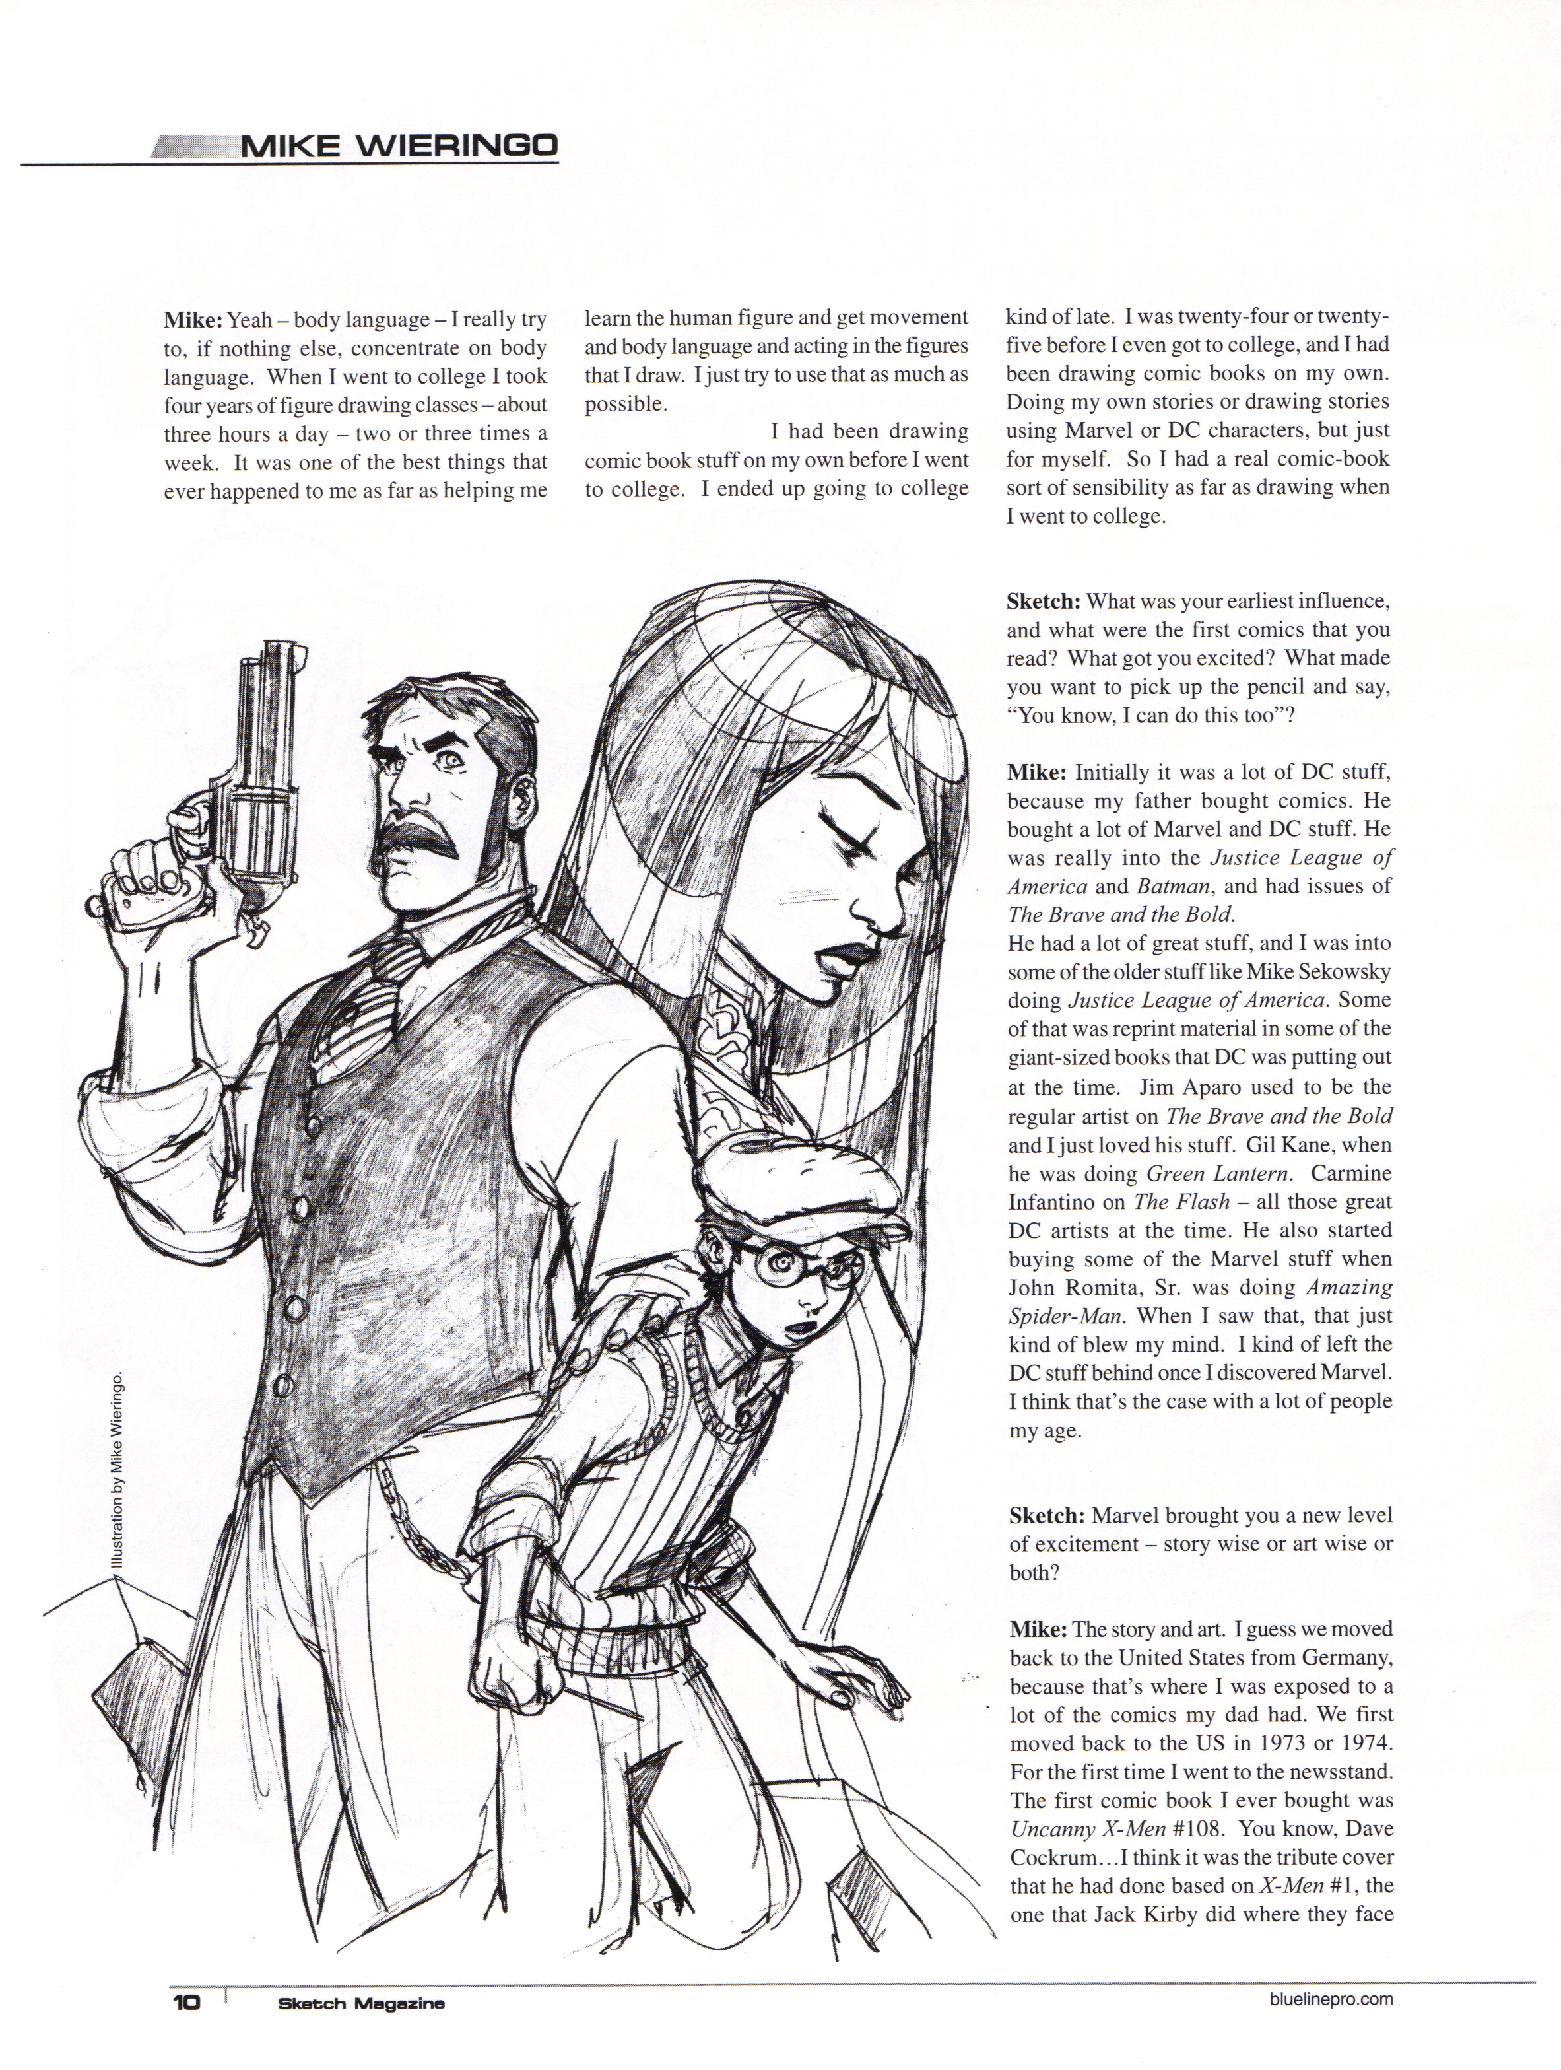 MIKE WIERINGO
Mike: Yeah – body language – I really try
to, if nothing else, concentrate on body
language.  When I went to college I took
four years of figure drawing classes – about
three hours a day – two or three times a
week.  It was one of the best things that
ever happened to me as far as helping me
learn the human figure and get movement
and body language and acting in the figures
that I draw.  I just try to use that as much as
possible.
I had been drawing
comic book stuff on my own before I went
to college.  I ended up going to college
kind of late.  I was twenty-four or twenty-
five before I even got to college, and I had
been drawing comic books on my own.
Doing my own stories or drawing stories
using Marvel or DC characters, but just
for myself.  So I had a real comic-book
sort of sensibility as far as drawing when
I went to college.
Sketch: What was your earliest influence,
and what were the first comics that you
read?  What got you excited?  What made
you want to pick up the pencil and say,
“You know, I can do this too”?
Mike: Initially it was a lot of DC stuff,
because my father bought comics. He
bought a lot of Marvel and DC stuff. He
was really into the Justice League of
America and Batman, and had issues of
The Brave and the Bold.
He had a lot of great stuff, and I was into
some of the older stuff like Mike Sekowsky
doing Justice League of America. Some
of that was reprint material in some of the
giant-sized books that DC was putting out
at the time.  Jim Aparo used to be the
regular artist on The Brave and the Bold
and I just loved his stuff.  Gil Kane, when
he was doing Green Lantern.  Carmine
Infantino on The Flash – all those great
DC artists at the time. He also started
buying some of the Marvel stuff when
John Romita, Sr. was doing Amazing
Spider-Man. When I saw that, that just
kind of blew my mind.  I kind of left the
DC stuff behind once I discovered Marvel.
I think that’s the case with a lot of people
my age.
Sketch: Marvel brought you a new level
of excitement – story wise or art wise or
both?
Mike: The story and art.  I guess we moved
back to the United States from Germany,
because that’s where I was exposed to a
lot of the comics my dad had. We first
moved back to the US in 1973 or 1974.
For the first time I went to the newsstand.
The first comic book I ever bought was
Uncanny X-Men #108.  You know, Dave
Cockrum…I think it was the tribute cover
that he had done based on X-Men #1, the
one that Jack Kirby did where they face
Illustration by Mike Wieringo.
10
Sketch Magazine
bluelinepro.com